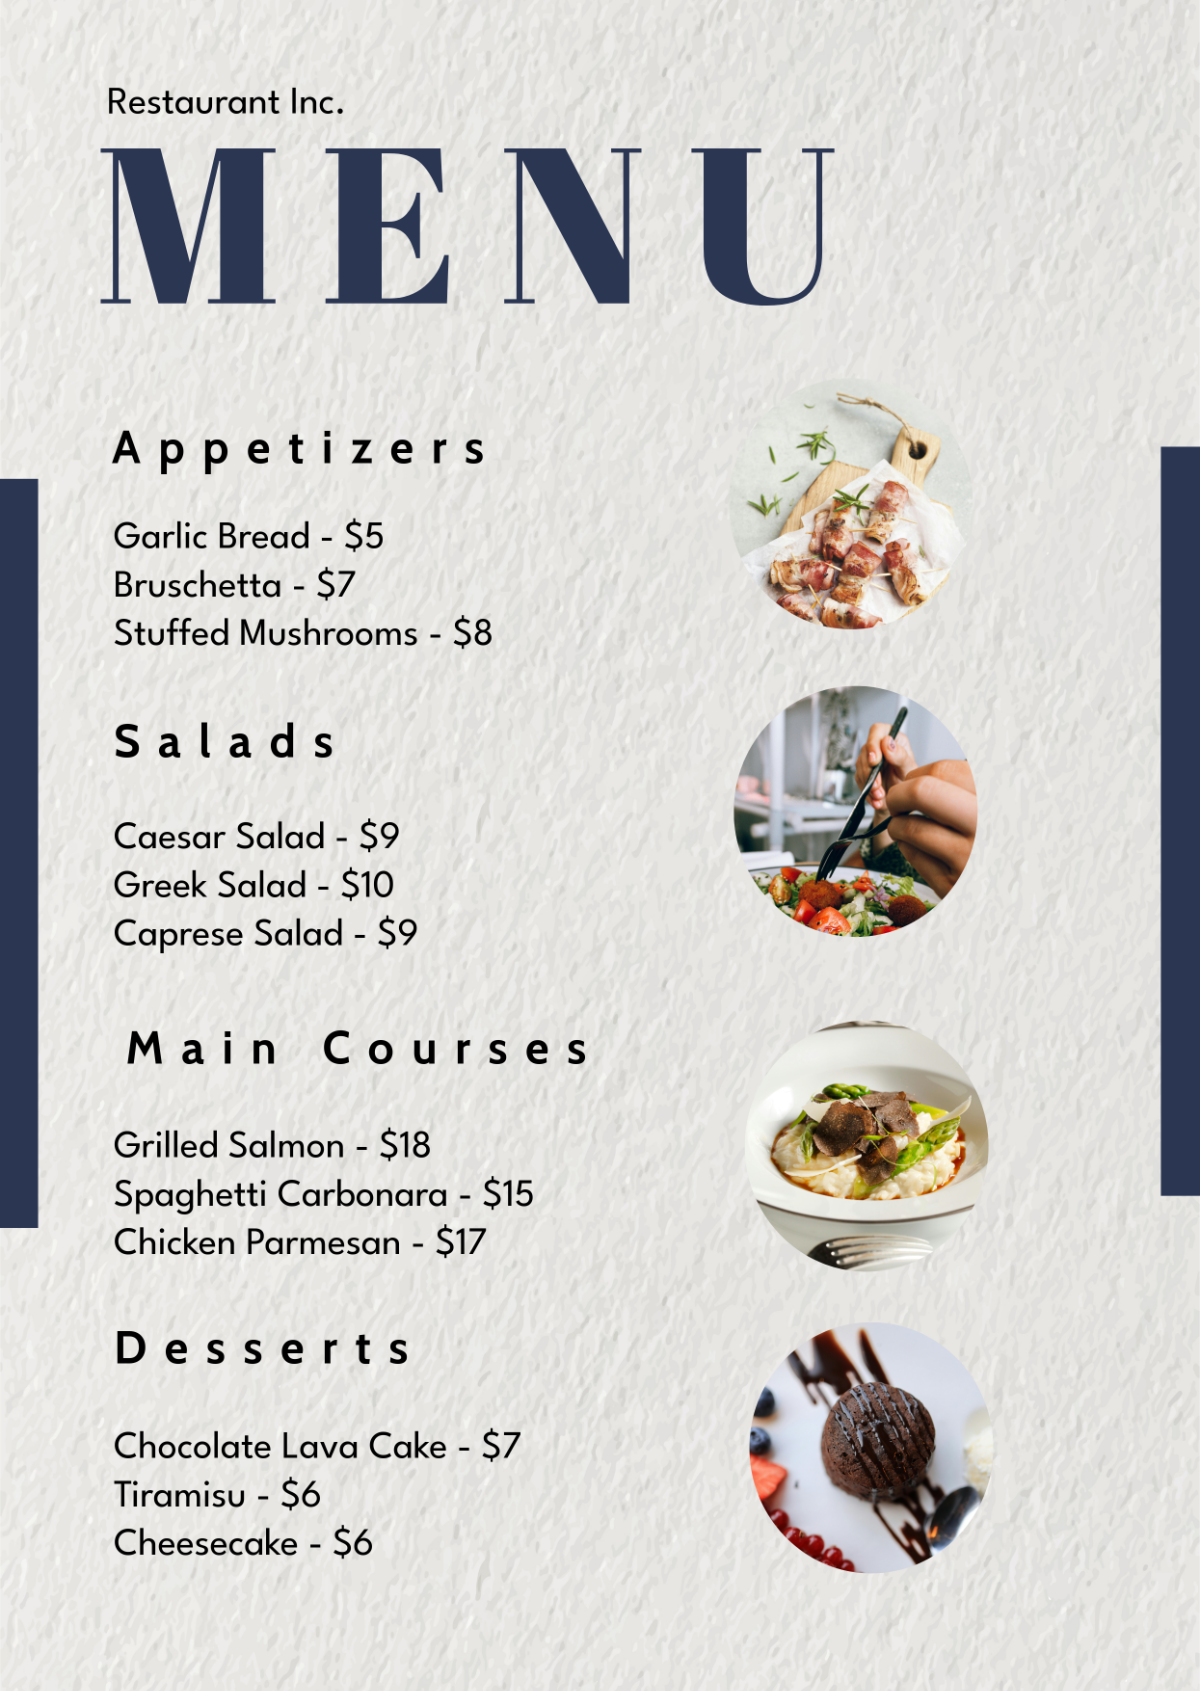 Restaurant Inc.
MENU
Appetizers
Garlic Bread - $5
Bruschetta - $7
Stuffed Mushrooms - $8
Salads
Caesar Salad - $9
Greek Salad - $10
Caprese Salad - $9
Main Courses
Grilled Salmon - $18
Spaghetti Carbonara - $15
Chicken Parmesan - $17
Desserts
Chocolate Lava Cake - $7
Tiramisu - $6
Cheesecake - $6